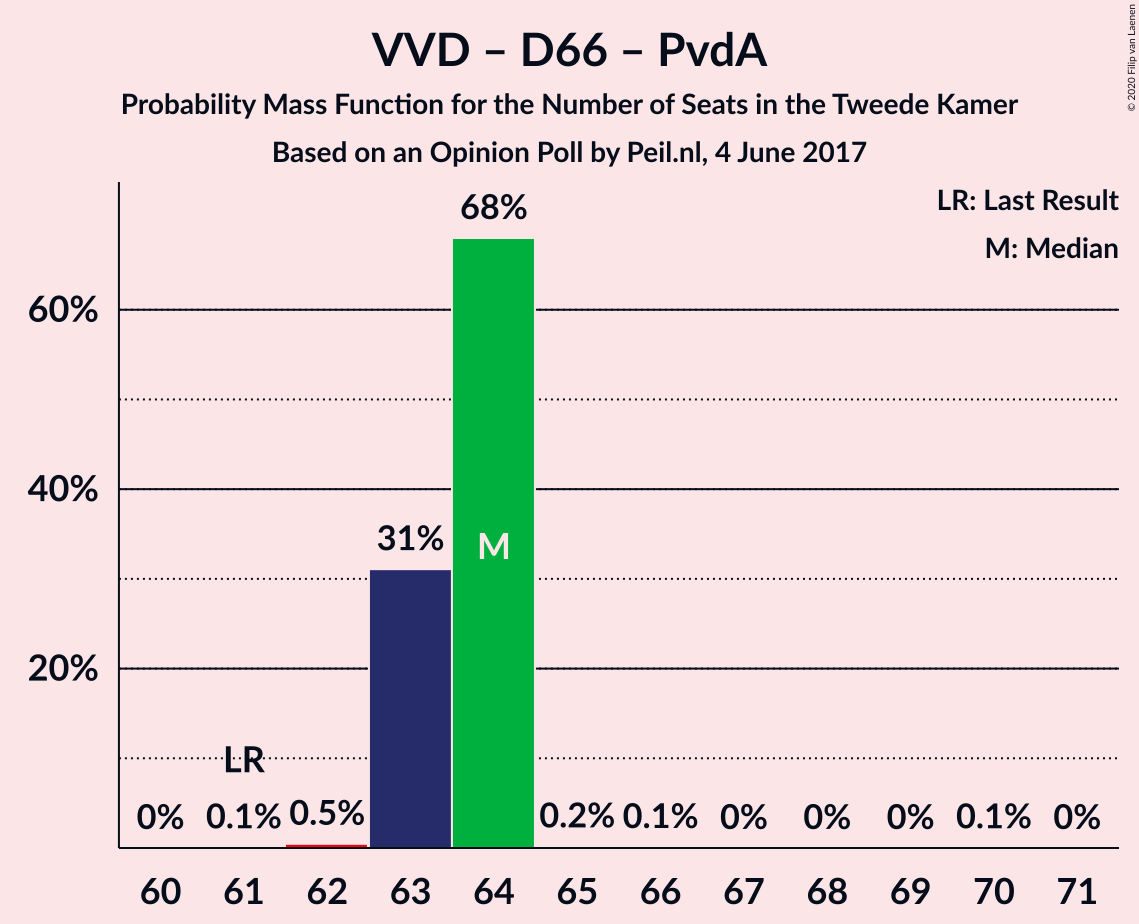 VVD – D66 – PvdA
Probability Mass Function for the Number of Seats in the Tweede Kamer
Based on an Opinion Poll by Peil.nl, 4 June 2017
© 2020 Filip van Laenen
LR: Last Result
M: Median
68%
60%
40%
31%
M
20%
LR
0% 0.1% 0.5% 0.2% 0.1% 0% 0% 0% 0.1% 0%
60 61 62 63 64 65 66 67 68 69 70 71